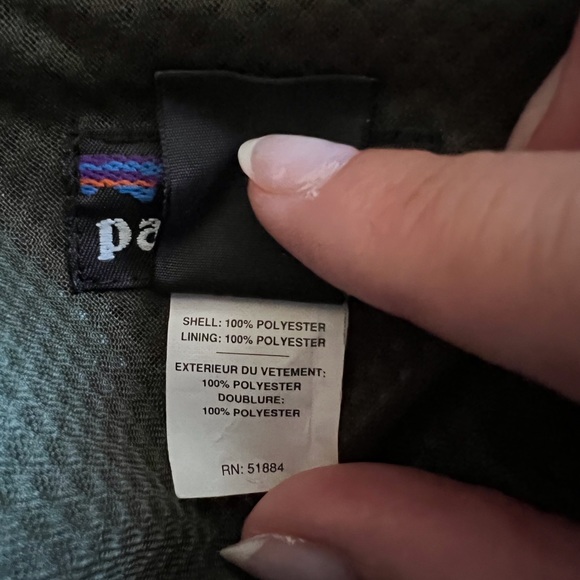 pa
SHELL: 100% POLYESTER
LINING: 100% POLYESTER
EXTERIEUR DU VETEMENT:
100% POLYESTER
DOUBLURE:
100% POLYESTER
RN: 51884